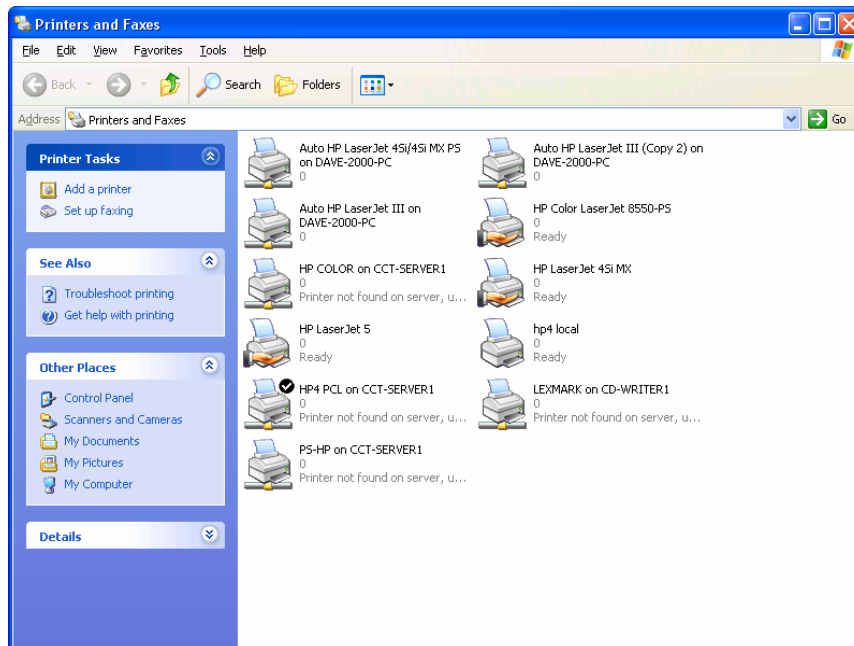 Printers and Faxes
File Edit View Favorites Tools Help
Back Search Folders
Address Printers and Faxes Go
Printer Tasks
Add a printer
Set up faxing
See Also
Troubleshoot printing
Get help with printing
Other Places
Control Panel
Scanners and Cameras
My Documents
My Pictures
My Computer
Details
Auto HP LaserJet 4Si/4Si MX PS
on DAVE-2000-PC
0
Auto HP LaserJet III (Copy 2) on
DAVE-2000-PC
0
Auto HP LaserJet III on
DAVE-2000-PC
0
HP Color LaserJet 8550-PS
0
Ready
HP COLOR on CCT-SERVER1
0
Printer not found on server, u...
HP LaserJet 4Si MX
0
Ready
HP LaserJet 5
0
Ready
hp4 local
0
Ready
HP4 PCL on CCT-SERVER1
0
Printer not found on server, u...
LEXMARK on CD-WRITER1
0
Printer not found on server, u...
PS-HP on CCT-SERVER1
0
Printer not found on server, u...